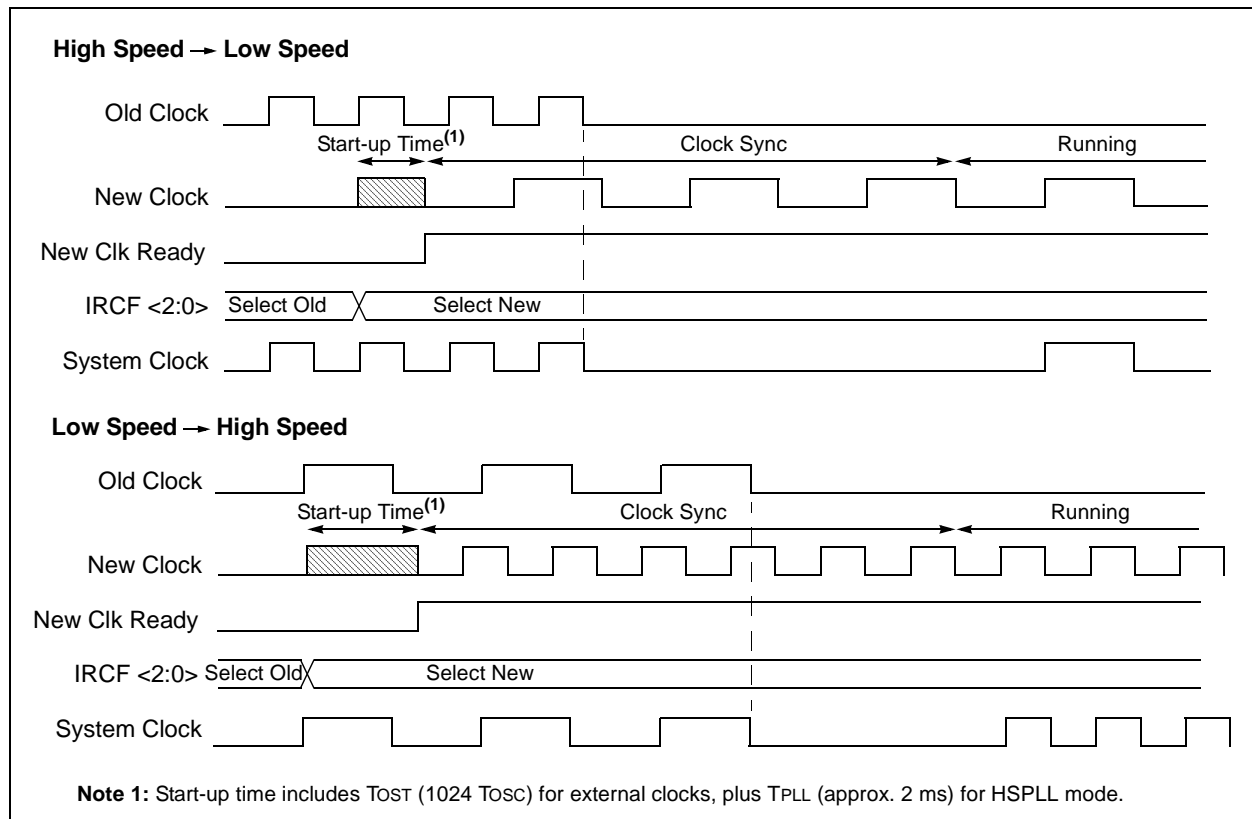 High Speed → Low Speed
Old Clock
Start-up Time(1) Clock Sync Running
New Clock
New Clk Ready
IRCF <2:0> Select Old Select New
System Clock
Low Speed → High Speed
Old Clock
Start-up Time(1) Clock Sync Running
New Clock
New Clk Ready
IRCF <2:0> Select Old Select New
System Clock
Note 1: Start-up time includes TOST (1024 TOSC) for external clocks, plus TPLL (approx. 2 ms) for HSPLL mode.